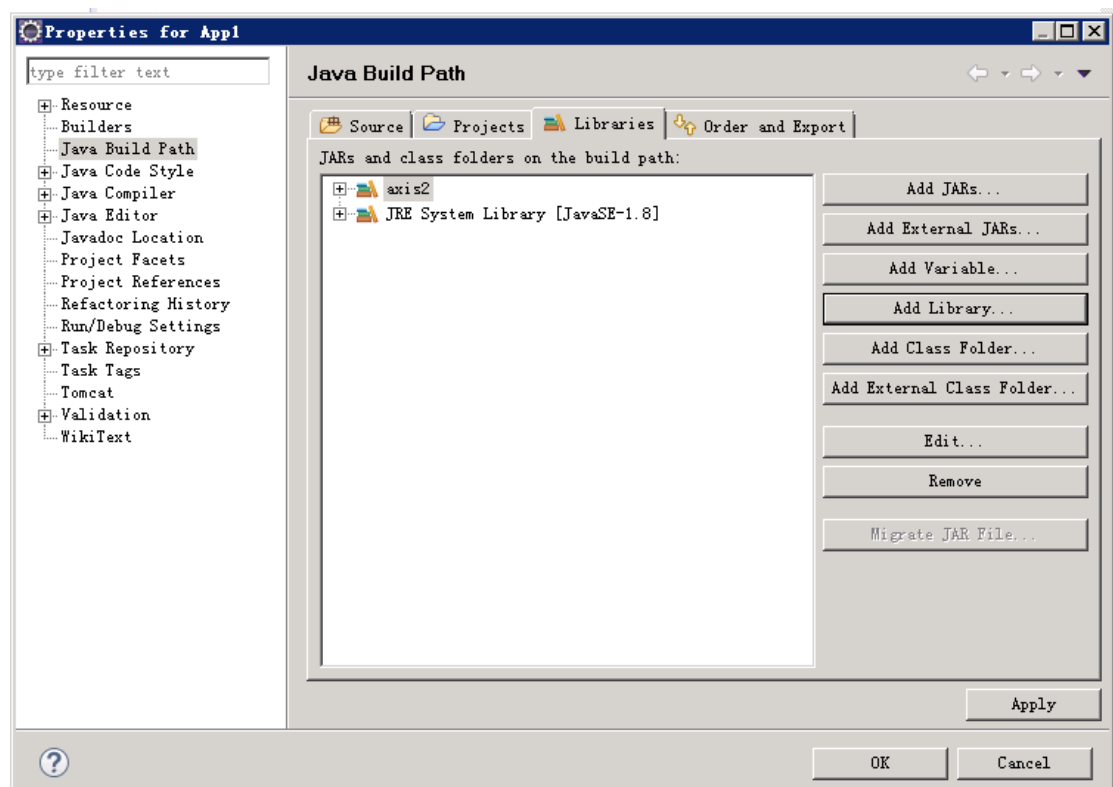 Properties for App1
type filter text
Resource
Builders
Java Build Path
Java Code Style
Java Compiler
Java Editor
Javadoc Location
Project Facets
Project References
Refactoring History
Run/Debug Settings
Task Repository
Task Tags
Tomcat
Validation
WikiText
Java Build Path
Source Projects Libraries Order and Export
JARs and class folders on the build path:
axis2
JRE System Library [JavaSE-1.8]
Add JARs...
Add External JARs...
Add Variable...
Add Library...
Add Class Folder...
Add External Class Folder...
Edit...
Remove
Migrate JAR File...
Apply
?
OK Cancel